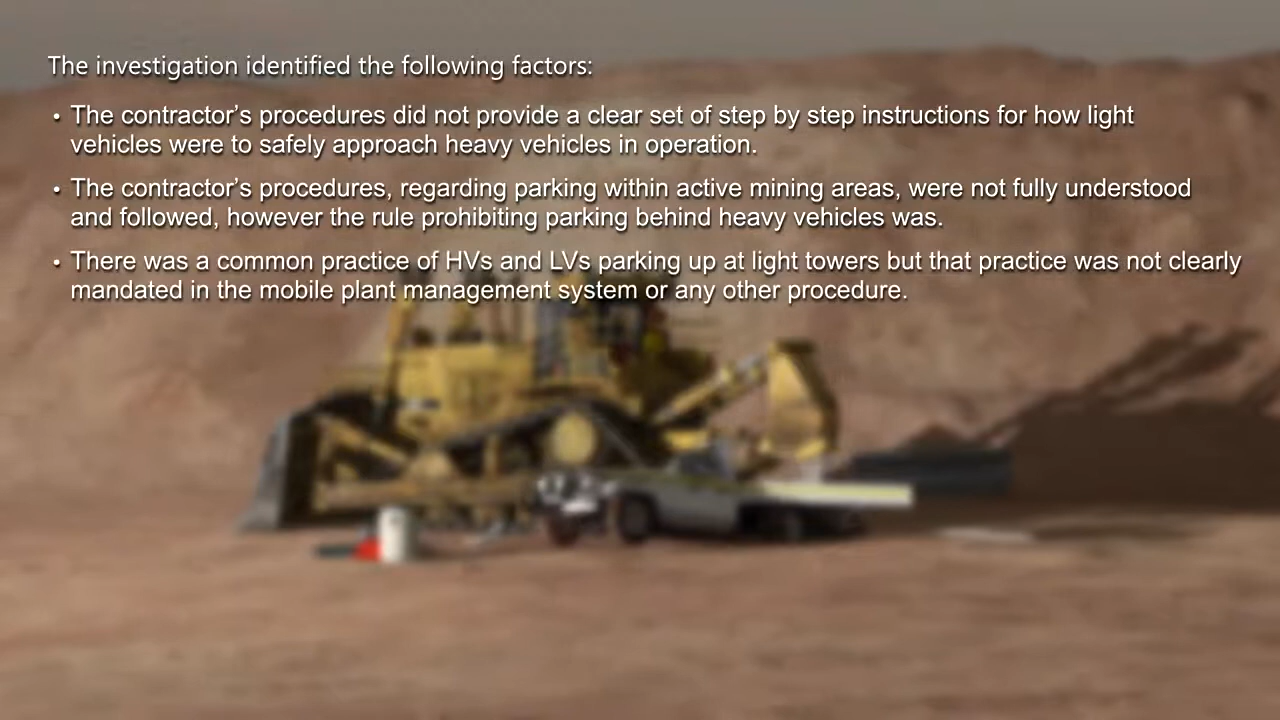 The investigation identified the following factors:
• The contractor’s procedures did not provide a clear set of step by step instructions for how light
vehicles were to safely approach heavy vehicles in operation.
• The contractor’s procedures, regarding parking within active mining areas, were not fully understood
and followed, however the rule prohibiting parking behind heavy vehicles was.
• There was a common practice of HVs and LVs parking up at light towers but that practice was not clearly
mandated in the mobile plant management system or any other procedure.